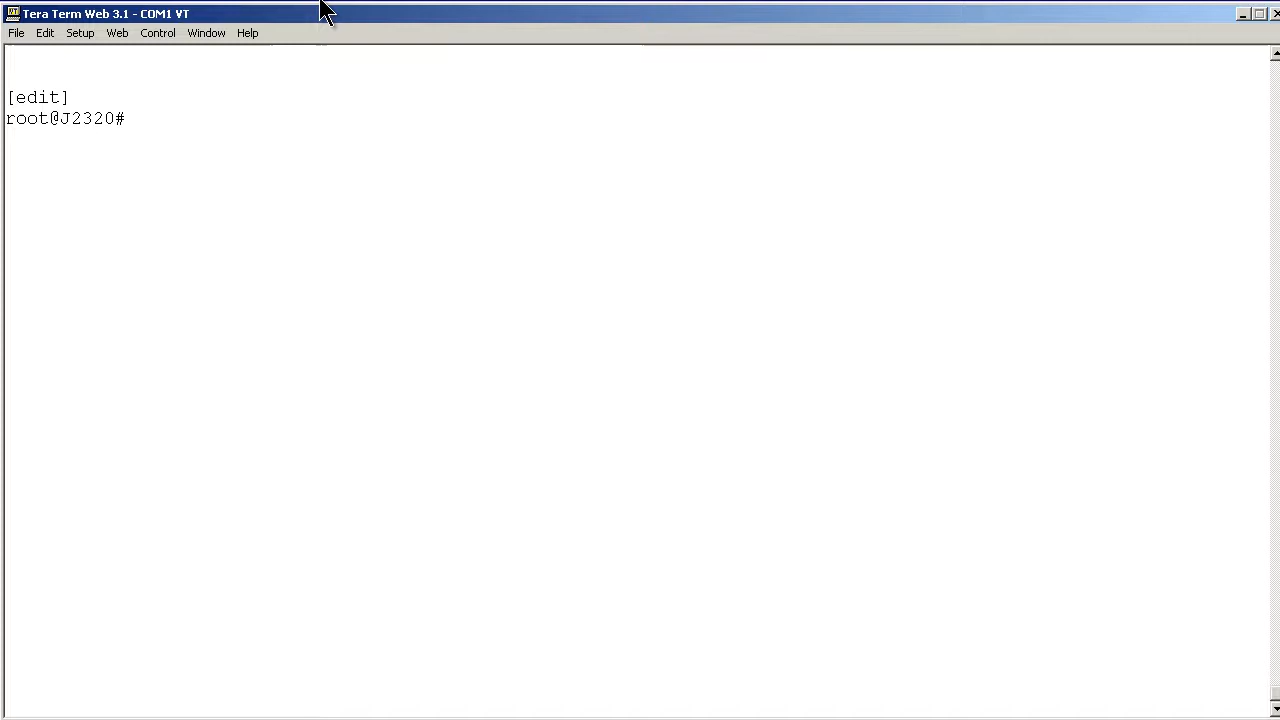 Tera Term Web 3.1 - COM1 VT
File Edit Setup Web Control Window Help
[edit]
root@J2320#